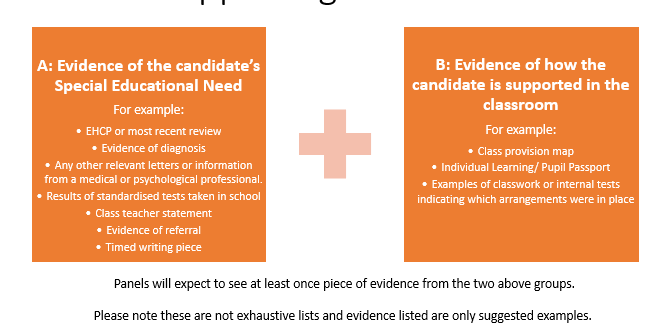 A: Evidence of the candidate's
Special Educational Need
For example:
• EHCP or most recent review
• Evidence of diagnosis
• Any other relevant letters or information
from a medical or psychological professional.
• Results of standardised tests taken in school
• Class teacher statement
• Evidence of referral
• Timed writing piece
B: Evidence of how the
candidate is supported in the
classroom
For example:
• Class provision map
• Individual Learning/ Pupil Passport
• Examples of classwork or internal tests
indicating which arrangements were in place
Panels will expect to see at least once piece of evidence from the two above groups.
Please note these are not exhaustive lists and evidence listed are only suggested examples.